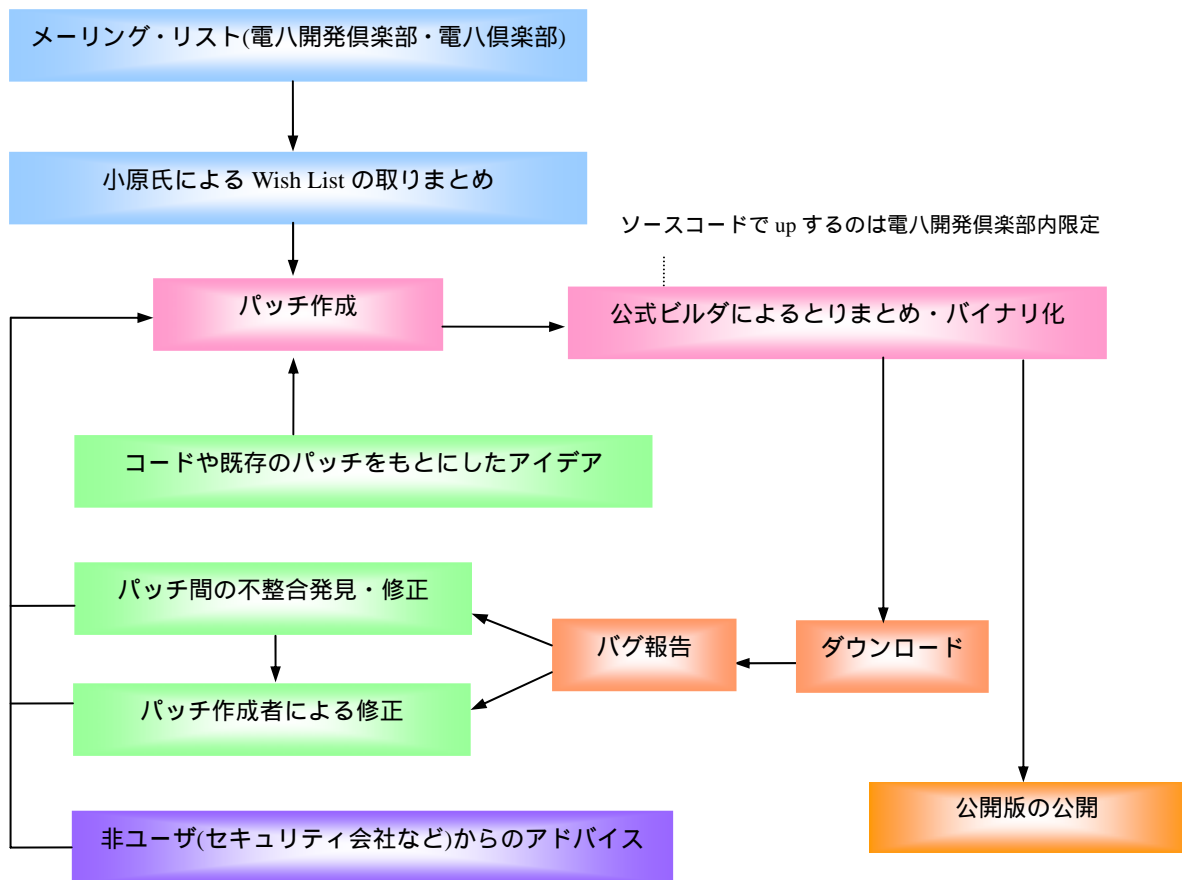 メーリング・リスト(電八開発倶楽部・電八倶楽部)
小原氏による Wish List の取りまとめ
ソースコードで up するのは電八開発倶楽部内限定
パッチ作成
公式ビルダによるとりまとめ・バイナリ化
コードや既存のパッチをもとにしたアイデア
パッチ間の不整合発見・修正
バグ報告
ダウンロード
パッチ作成者による修正
公開版の公開
非ユーザ(セキュリティ会社など)からのアドバイス